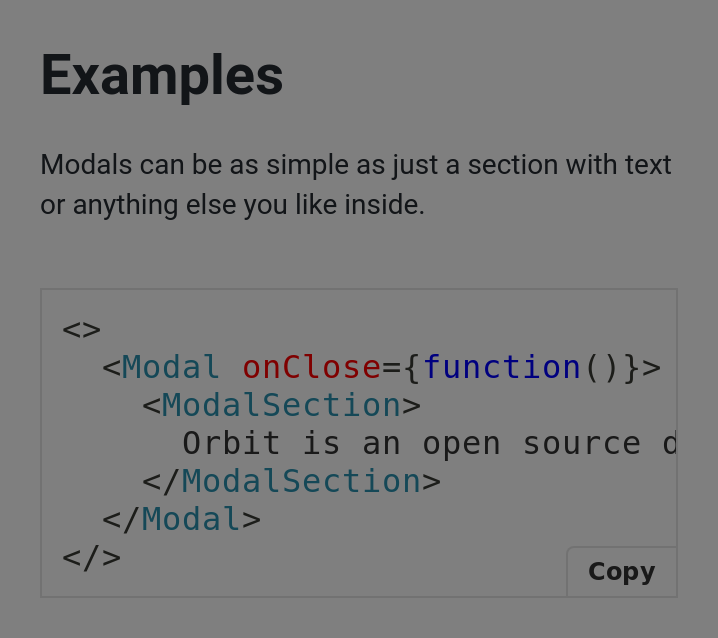 Examples
Modals can be as simple as just a section with text
or anything else you like inside.
<>
<Modal onClose={function()}>
<ModalSection>
Orbit is an open source
</ModalSection>
</Modal>
</>
Copy